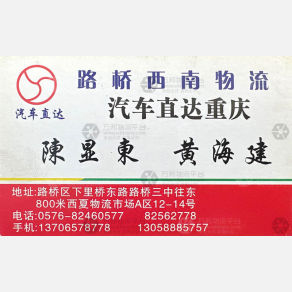 路桥西南物流
汽车直达
汽车直达重庆
陳显東 黄海建
地址:路桥区下里桥东路路桥三中往东
800米西夏物流市场A区12-14号
电话:0576-82460577 82562778
手机:13706578778 13058885757